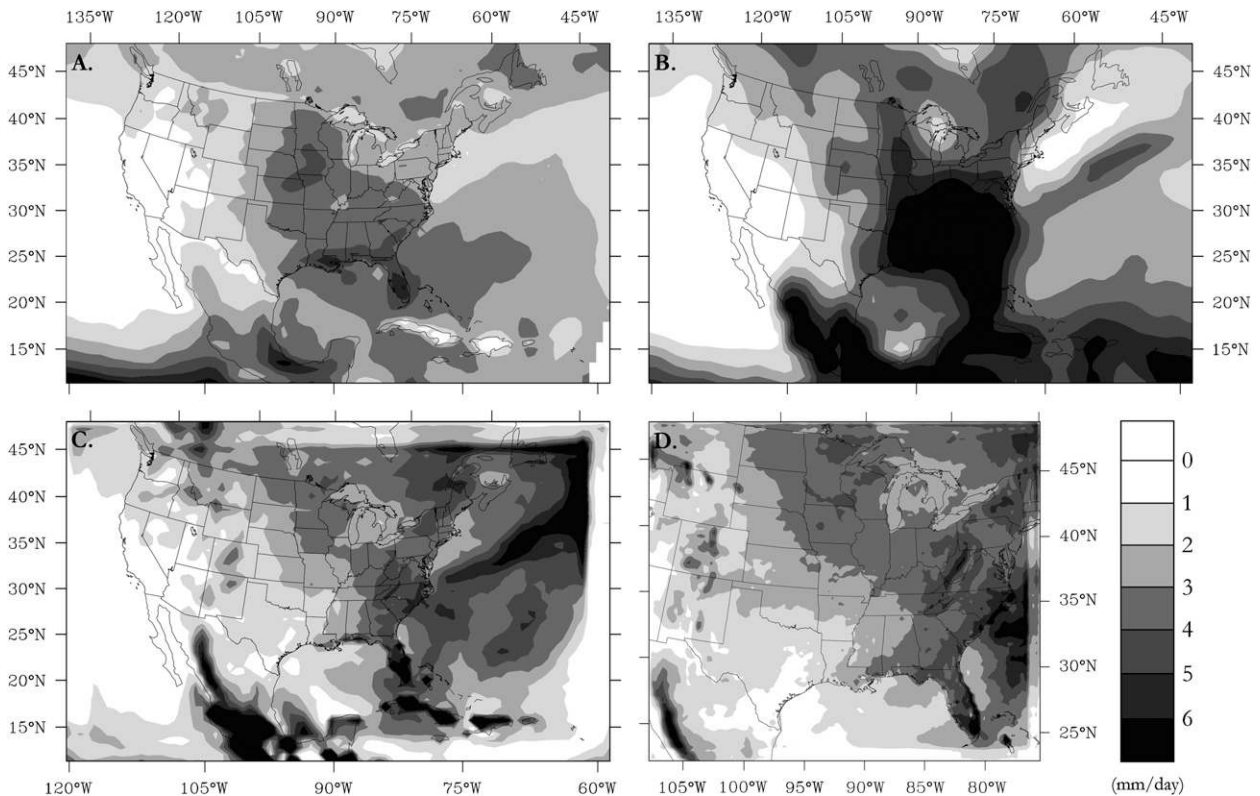 135°W 120°W 105°W 90°W 75°W 60°W 45°W 135°W 120°W 105°W 90°W 75°W 60°W 45°W
A. B.
45°N 45°N
40°N 40°N
35°N 35°N
30°N 30°N
25°N 25°N
20°N 20°N
15°N 15°N
C. D.
45°N 45°N
40°N 40°N
35°N 35°N
30°N 30°N
25°N 25°N
20°N
15°N
120°W 105°W 90°W 75°W 60°W 105°W 100°W 95°W 90°W 85°W 80°W
0
1
2
3
4
5
6
(mm/day)